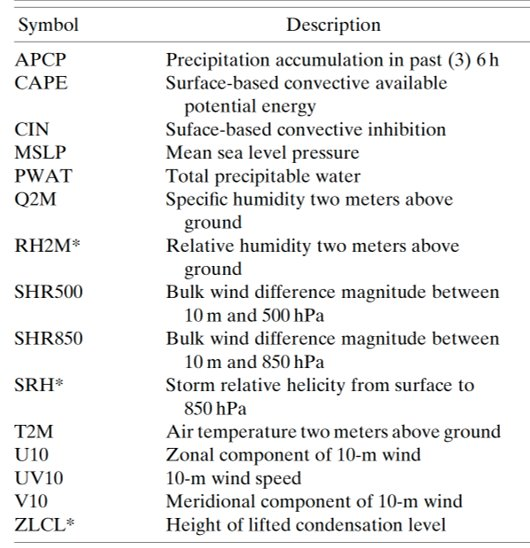 Symbol Description
APCP Precipitation accumulation in past (3) 6 h
CAPE Surface-based convective available
potential energy
CIN Suface-based convective inhibition
MSLP Mean sea level pressure
PWAT Total precipitable water
Q2M Specific humidity two meters above
ground
RH2M* Relative humidity two meters above
ground
SHR500 Bulk wind difference magnitude between
10 m and 500 hPa
SHR850 Bulk wind difference magnitude between
10 m and 850 hPa
SRH* Storm relative helicity from surface to
850 hPa
T2M Air temperature two meters above ground
U10 Zonal component of 10-m wind
UV10 10-m wind speed
V10 Meridional component of 10-m wind
ZLCL* Height of lifted condensation level